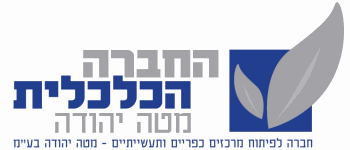 החברה
הכלכלית
מטה יהודה
חברה לפיתוח מרכזים כפריים ותעשייתיים - מטה יהודה בע"מ